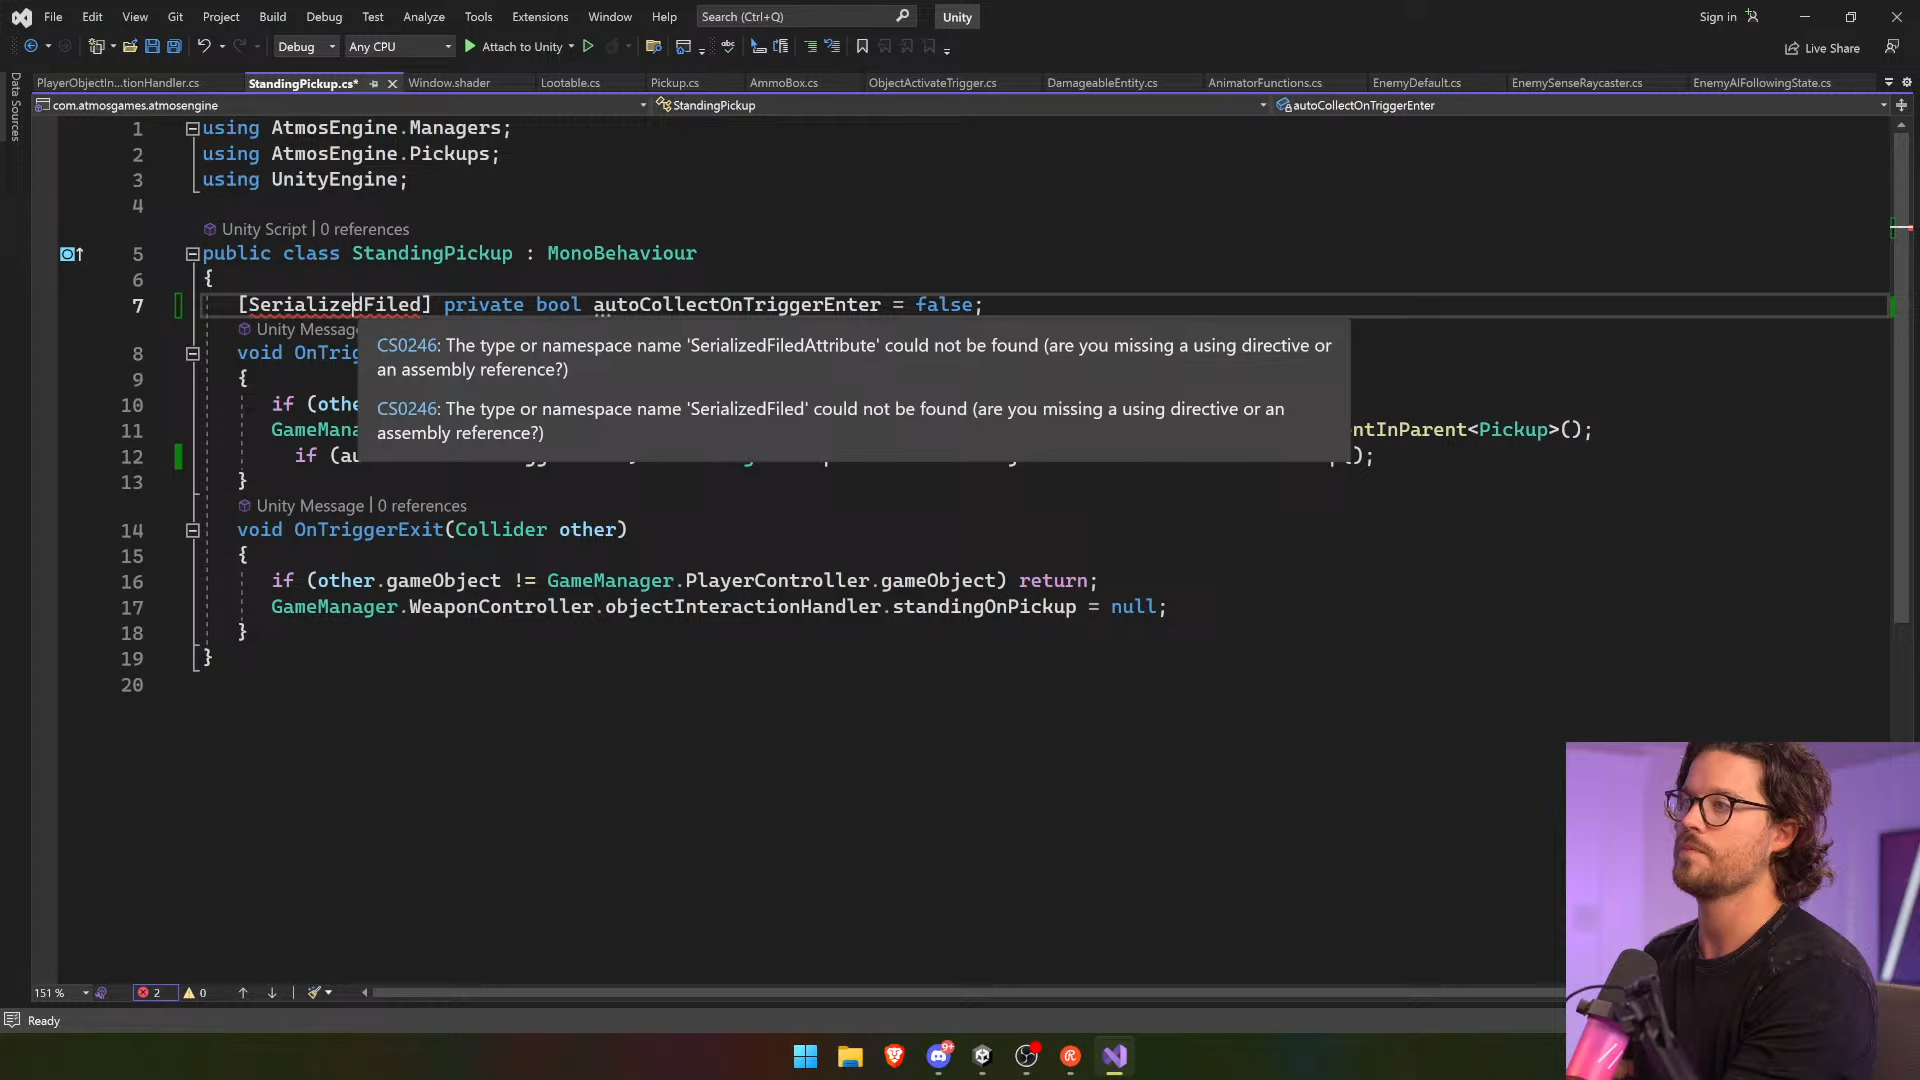 File Edit View Git Project Build Debug Test Analyze Tools Extensions Window Help Search (Ctrl+Q) Unity Sign in
Debug Any CPU Attach to Unity Live Share
Data Sources
PlayerObjectIn...tionHandler.cs StandingPickup.cs* Window.shader Lootable.cs Pickup.cs AmmoBox.cs ObjectActivateTrigger.cs DamageableEntity.cs AnimatorFunctions.cs EnemyDefault.cs EnemySenseRaycaster.cs EnemyAIFollowingState.cs
com.atmosgames.atmosengine StandingPickup autoCollectOnTriggerEnter
1 using AtmosEngine.Managers;
2 using AtmosEngine.Pickups;
3 using UnityEngine;
4
Unity Script | 0 references
5 public class StandingPickup : MonoBehaviour
6 {
7 [SerializedFiled] private bool autoCollectOnTriggerEnter = false;
Unity Message
CS0246: The type or namespace name 'SerializedFiledAttribute' could not be found (are you missing a using directive or
an assembly reference?)
CS0246: The type or namespace name 'SerializedFiled' could not be found (are you missing a using directive or an
assembly reference?)
8 void OnTrig
9 {
10 if (othe
11 GameMana entInParent<Pickup>();
12 if (au ();
13 }
Unity Message | 0 references
14 void OnTriggerExit(Collider other)
15 {
16 if (other.gameObject != GameManager.PlayerController.gameObject) return;
17 GameManager.WeaponController.objectInteractionHandler.standingOnPickup = null;
18 }
19 }
20
151 % 2 0
Ready
9+